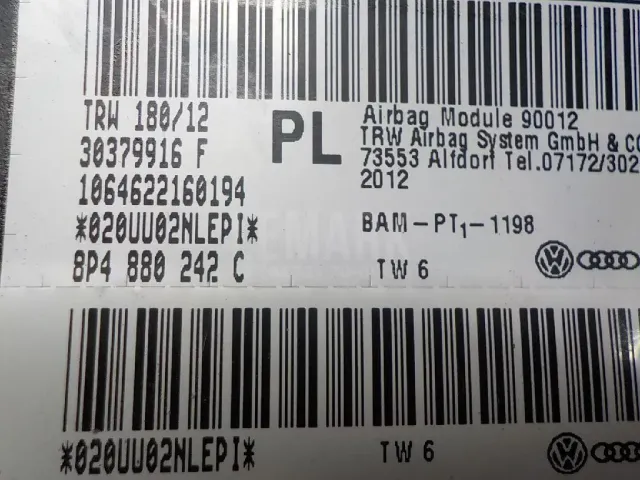 TRW 180/12
30379916 F
1064622160194
*020UU02NLEPI*
8P4 880 242 C
PL
Airbag Module 90012
TRW Airbag System GmbH & CO
73553 Alfdorf Tel.07172/302
2012
BAM-PT1-1198
TW 6
*020UU02NLEPI*
TW 6